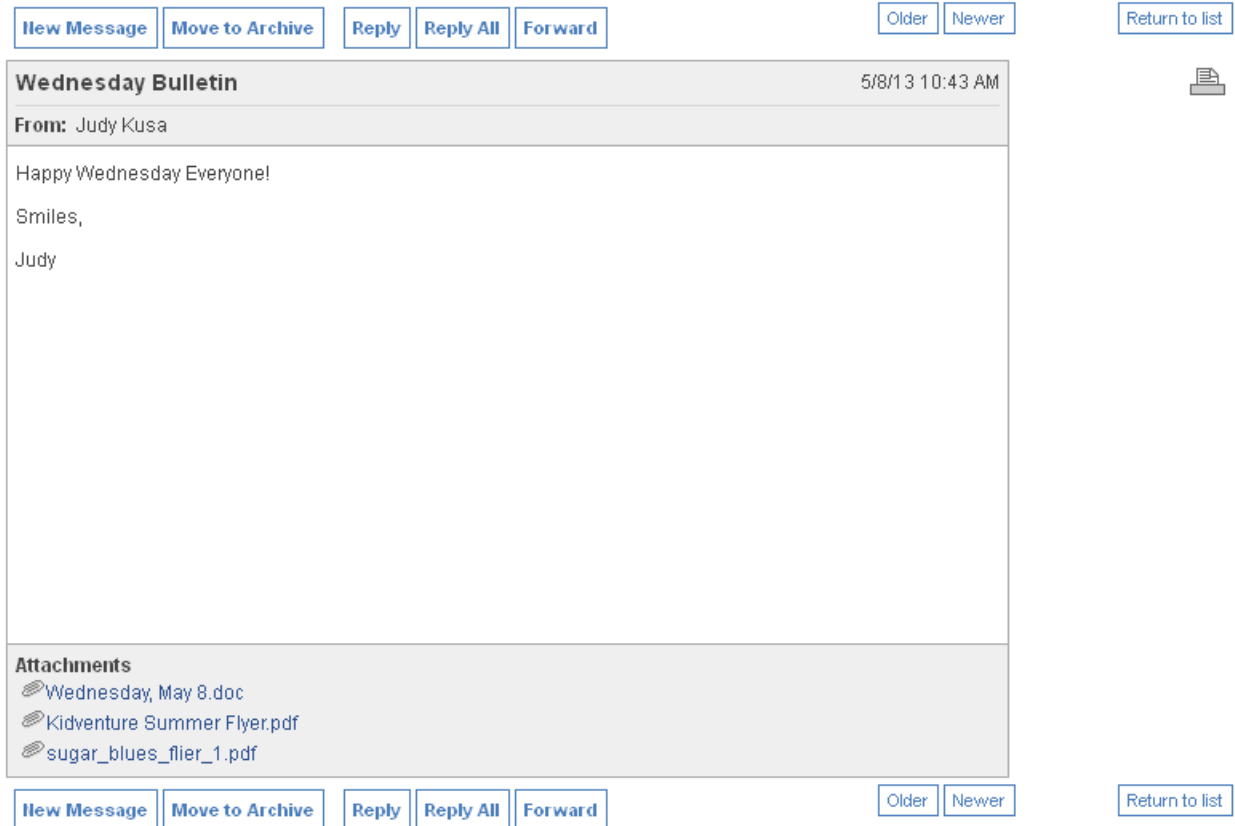 New Message Move to Archive Reply Reply All Forward Older Newer Return to list
Wednesday Bulletin 5/8/13 10:43 AM
From: Judy Kusa
Happy Wednesday Everyone!
Smiles,
Judy
Attachments
Wednesday, May 8.doc
Kidventure Summer Flyer.pdf
sugar_blues_flier_1.pdf
New Message Move to Archive Reply Reply All Forward Older Newer Return to list